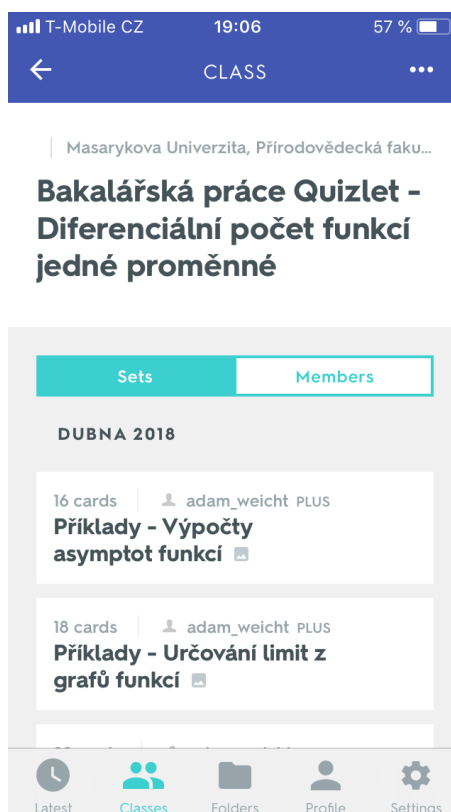 T-Mobile CZ 19:06 57 %
CLASS
Masarykova Univerzita, Přírodovědecká faku...
Bakalářská práce Quizlet -
Diferenciální počet funkcí
jedné proměnné
Sets Members
DUBNA 2018
16 cards adam_weicht PLUS
Příklady - Výpočty
asymptot funkcí
18 cards adam_weicht PLUS
Příklady - Určování limit z
grafů funkcí
Latest Classes Folders Profile Settings